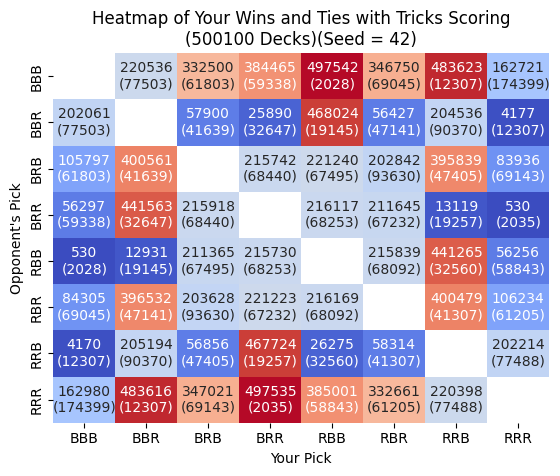 Heatmap of Your Wins and Ties with Tricks Scoring
(500100 Decks)(Seed = 42)
Opponent's Pick
BBB 220536 332500 384465 497542 346750 483623 162721
(77503) (61803) (59338) (2028) (69045) (12307) (174399)
BBR 202061 57900 25890 468024 56427 204536 4177
(77503) (41639) (32647) (19145) (47141) (90370) (12307)
BRB 105797 400561 215742 221240 202842 395839 83936
(61803) (41639) (68440) (67495) (93630) (47405) (69143)
BRR 56297 441563 215918 216117 211645 13119 530
(59338) (32647) (68440) (68253) (67232) (19257) (2035)
RBB 530 12931 211365 215730 215839 441265 56256
(2028) (19145) (67495) (68253) (68092) (32560) (58843)
RBR 84305 396532 203628 221223 216169 400479 106234
(69045) (47141) (93630) (67232) (68092) (41307) (61205)
RRB 4170 205194 56856 467724 26275 58314 202214
(12307) (90370) (47405) (19257) (32560) (41307) (77488)
RRR 162980 483616 347021 497535 385001 332661 220398
(174399) (12307) (69143) (2035) (58843) (61205) (77488)
BBB BBR BRB BRR RBB RBR RRB RRR
Your Pick